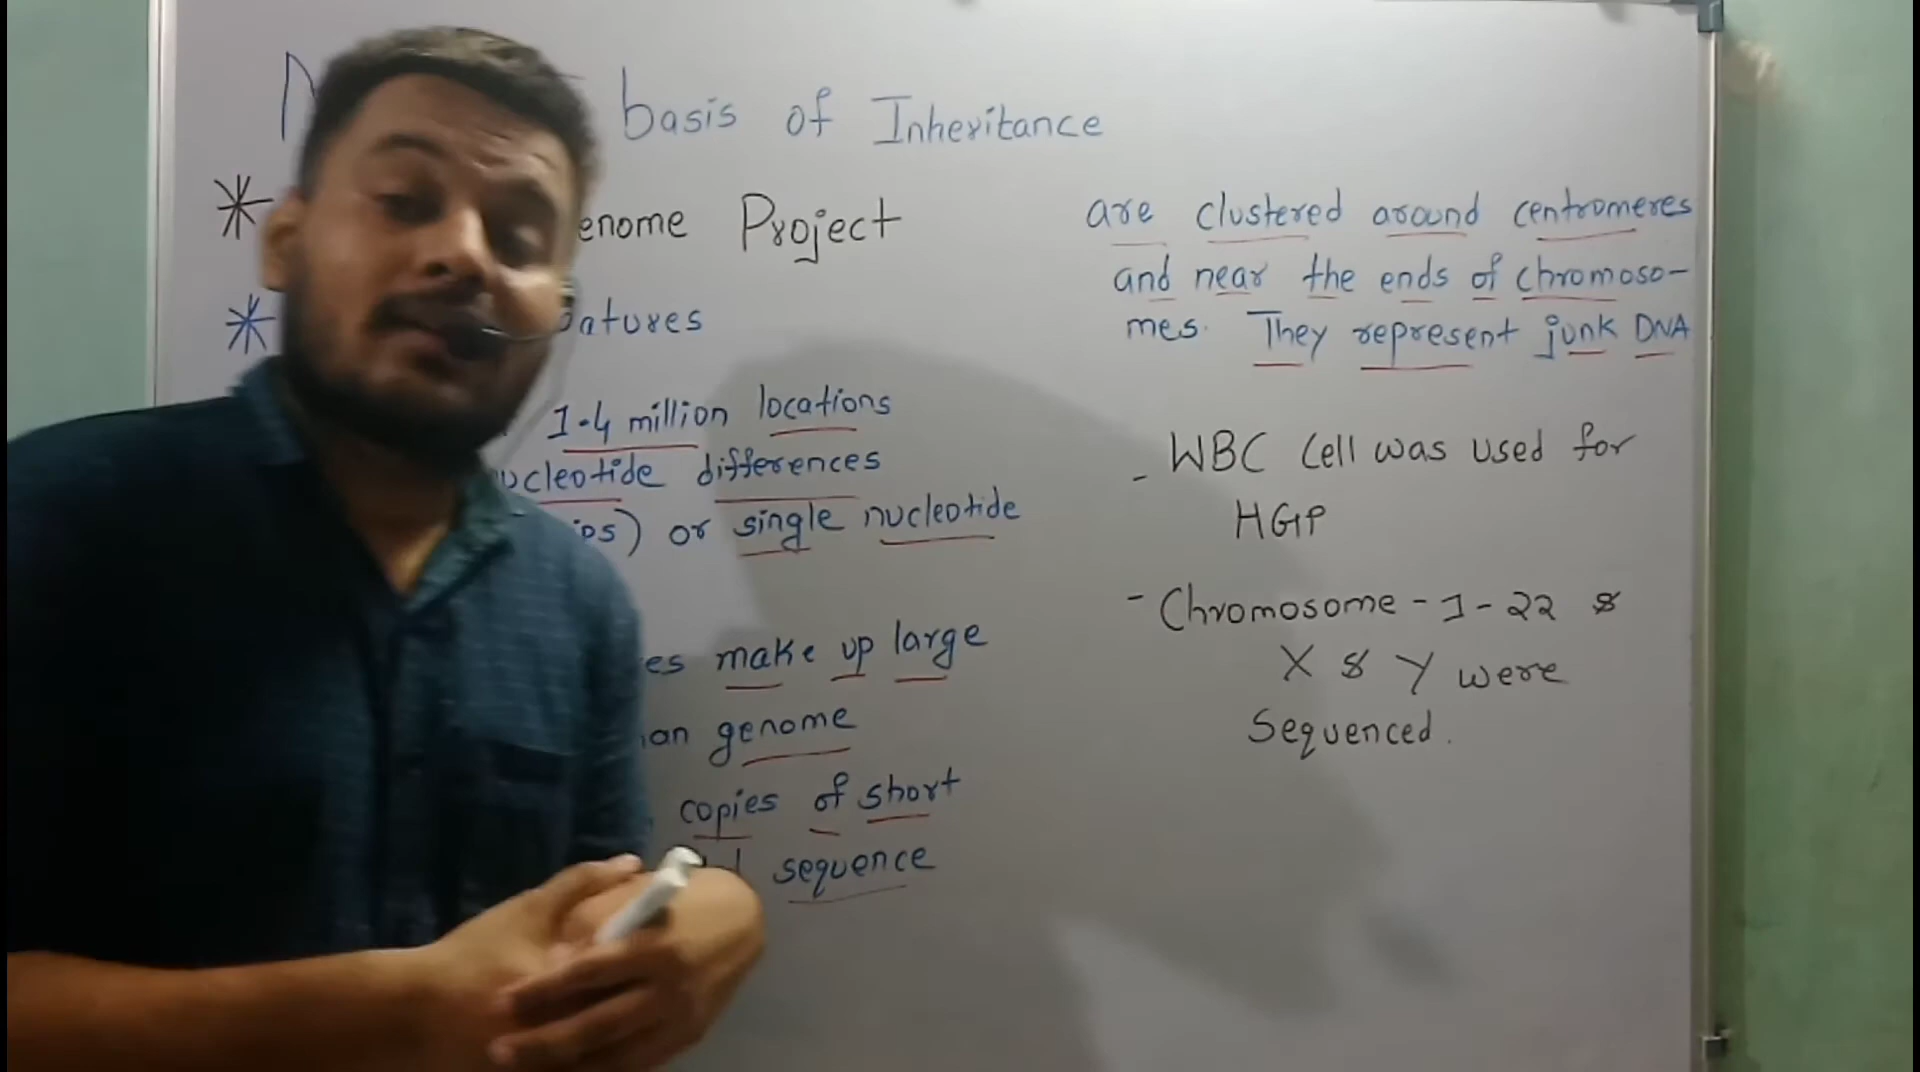 basis of Inheritance
* enome Project
* atures
1.4 million locations
ucleotide differences
ips) or single nucleotide
es make up large
an genome
copies of short
sequence
are clustered around centromeres
and near the ends of chromoso-
mes. They represent junk DNA
- WBC Cell was used for
HGP
- Chromosome - 1 - 22 &
X & Y were
Sequenced.